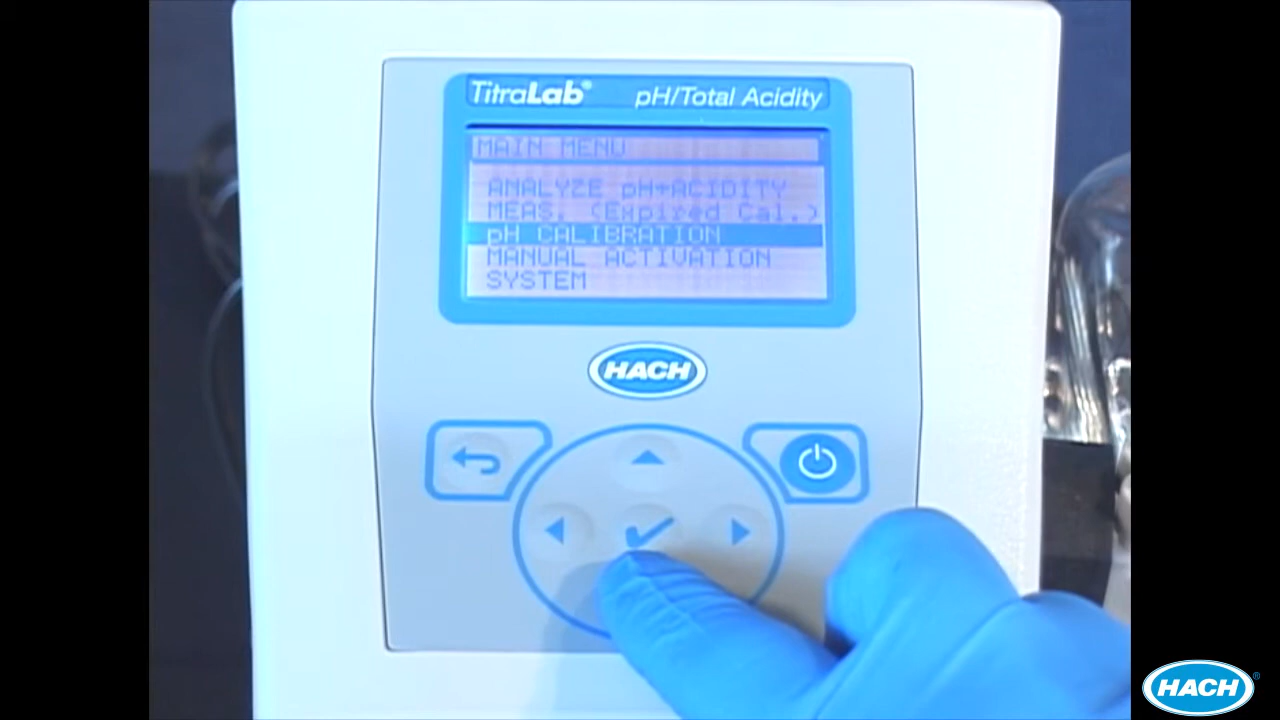 TitraLab® pH/Total Acidity
MAIN MENU
ANALYZE pH+ACIDITY
MEAS. (Expired Cal.)
pH CALIBRATION
MANUAL ACTIVATION
SYSTEM
HACH
HACH®